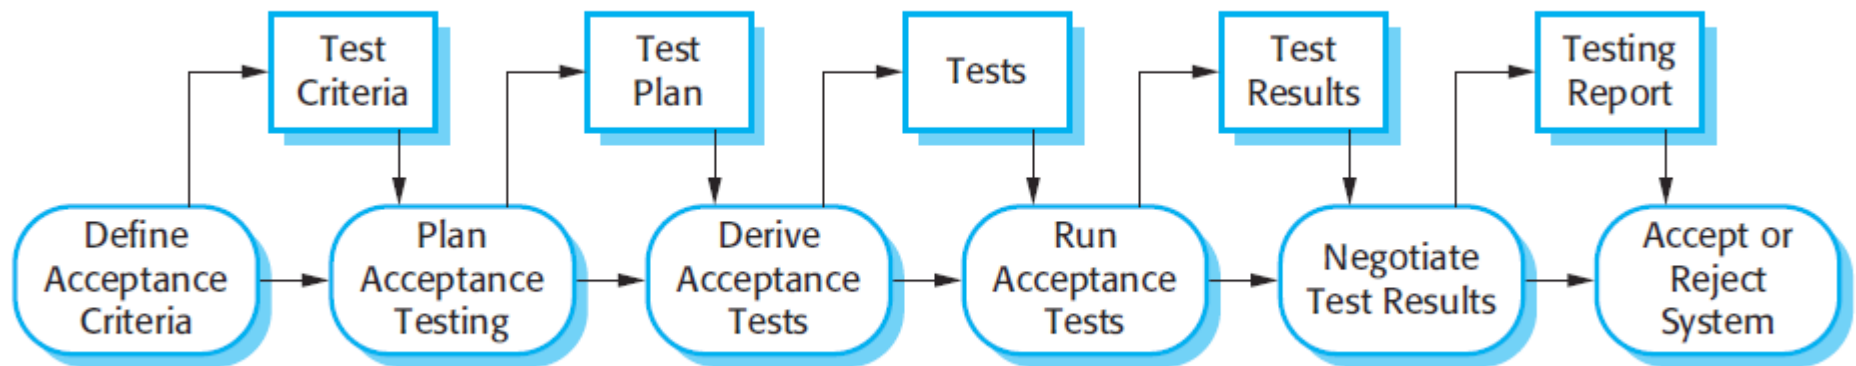 Test
Criteria
Test
Plan
Tests
Test
Results
Testing
Report
Define
Acceptance
Criteria
Plan
Acceptance
Testing
Derive
Acceptance
Tests
Run
Acceptance
Tests
Negotiate
Test Results
Accept or
Reject
System